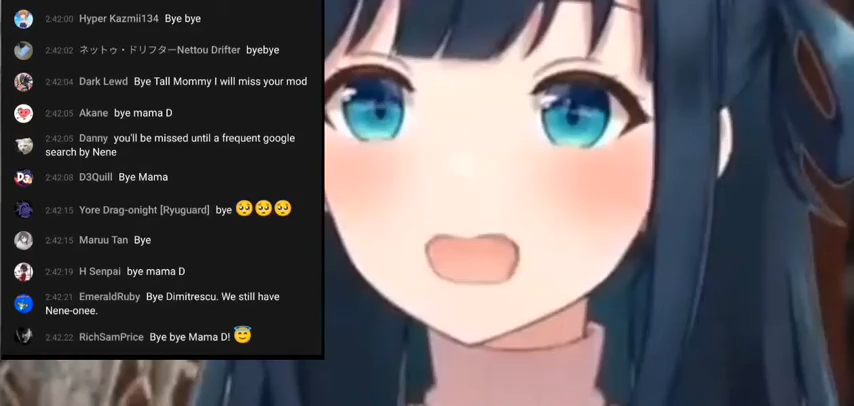 2:42:00 Hyper Kazmii134 Bye bye
2:42:02 ネットゥ・ドリフターNettou Drifter byebye
2:42:04 Dark Lewd Bye Tall Mommy I will miss your mod
2:42:05 Akane bye mama D
2:42:05 Danny you'll be missed until a frequent google
search by Nene
2:42:08 D3Quill Bye Mama
2:42:15 Yore Drag-onight [Ryuguard] bye 🥺🥺🥺
2:42:15 Maruu Tan Bye
2:42:19 H Senpai bye mama D
2:42:21 EmeraldRuby Bye Dimitrescu. We still have
Nene-onee.
2:42:22 RichSamPrice Bye bye Mama D! 😇